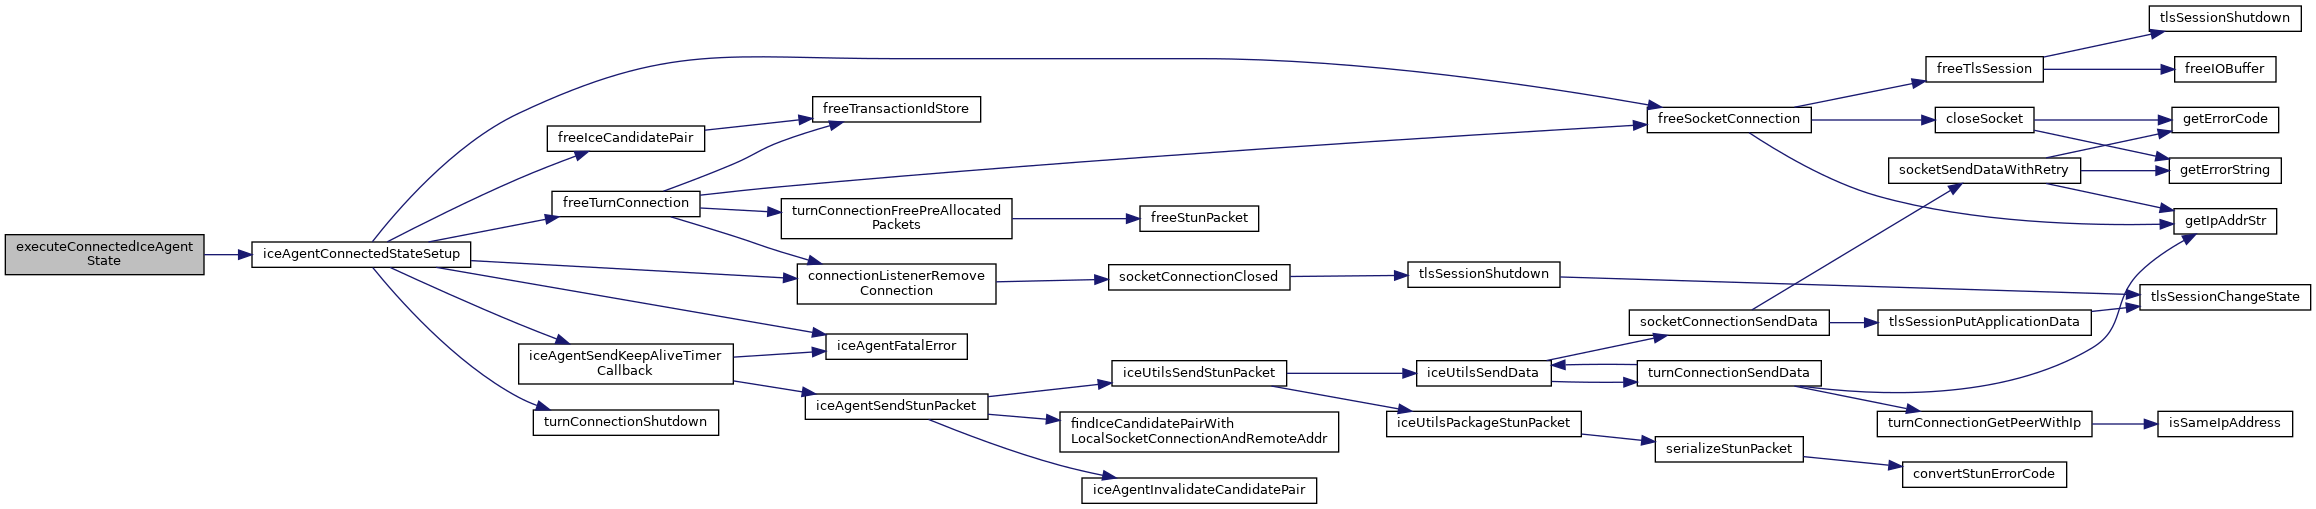 executeConnectedIceAgent
State
iceAgentConnectedStateSetup
freeIceCandidatePair
freeTurnConnection
iceAgentSendKeepAliveTimer
Callback
turnConnectionShutdown
freeTransactionIdStore
turnConnectionFreePreAllocated
Packets
connectionListenerRemove
Connection
iceAgentFatalError
iceAgentSendStunPacket
freeStunPacket
socketConnectionClosed
iceUtilsSendStunPacket
findIceCandidatePairWith
LocalSocketConnectionAndRemoteAddr
iceAgentInvalidateCandidatePair
tlsSessionShutdown
iceUtilsSendData
iceUtilsPackageStunPacket
freeSocketConnection
socketConnectionSendData
turnConnectionSendData
serializeStunPacket
freeTlsSession
closeSocket
socketSendDataWithRetry
tlsSessionPutApplicationData
turnConnectionGetPeerWithIp
convertStunErrorCode
tlsSessionShutdown
freeIOBuffer
getErrorCode
getErrorString
getIpAddrStr
tlsSessionChangeState
isSameIpAddress